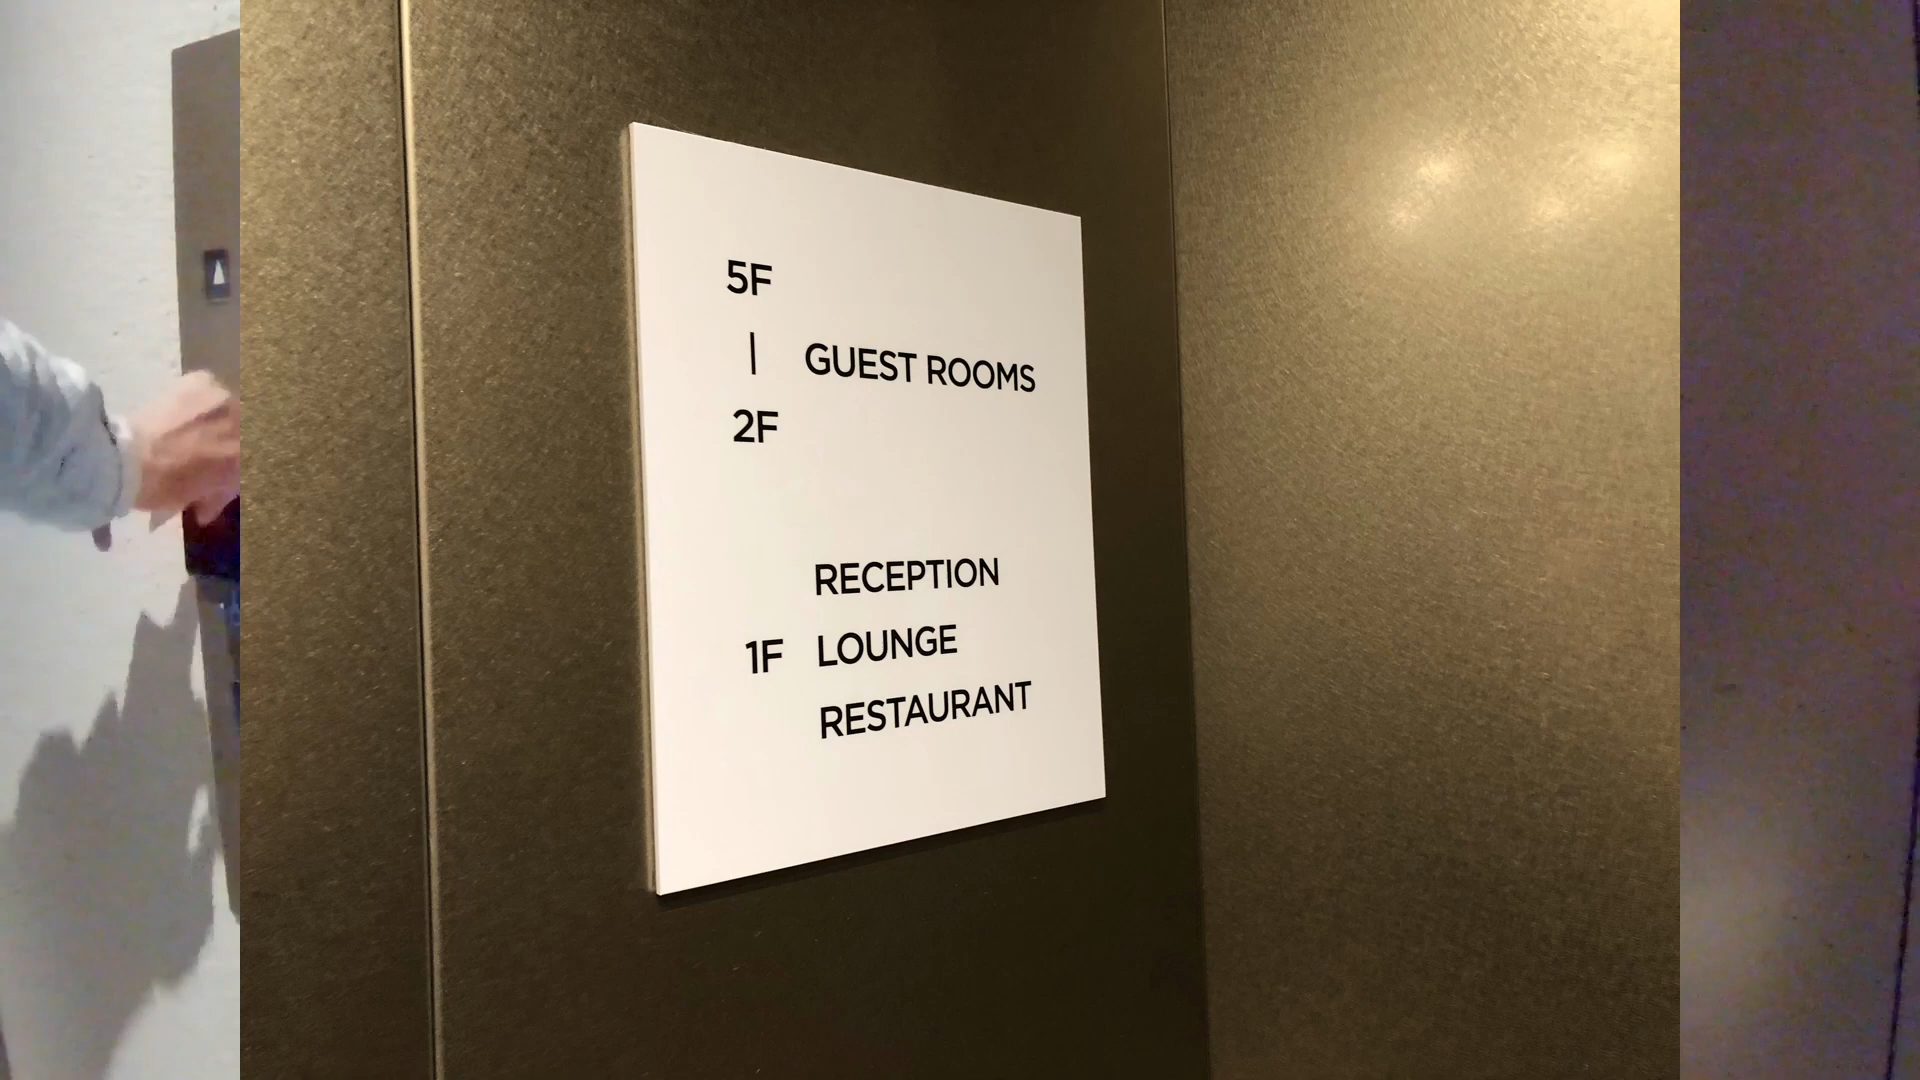 5F
| GUEST ROOMS
2F
RECEPTION
1F LOUNGE
RESTAURANT